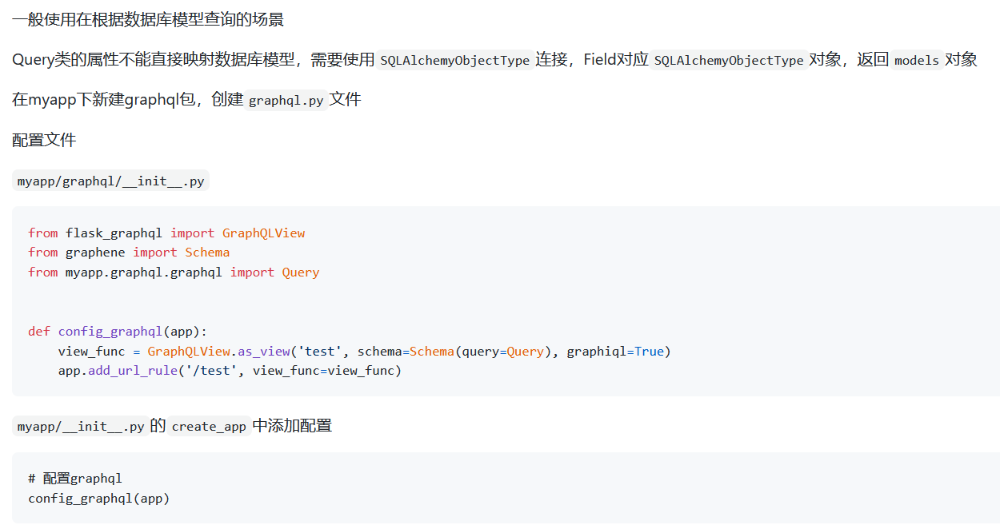 一般使用在根据数据库模型查询的场景
Query类的属性不能直接映射数据库模型，需要使用 SQLAlchemyObjectType 连接，Field对应 SQLAlchemyObjectType 对象，返回 models 对象
在myapp下新建graphql包，创建 graphql.py 文件
配置文件
myapp/graphql/__init__.py
from flask_graphql import GraphQLView
from graphene import Schema
from myapp.graphql.graphql import Query
def config_graphql(app):
    view_func = GraphQLView.as_view('test', schema=Schema(query=Query), graphiql=True)
    app.add_url_rule('/test', view_func=view_func)
myapp/__init__.py 的 create_app 中添加配置
# 配置graphql
config_graphql(app)